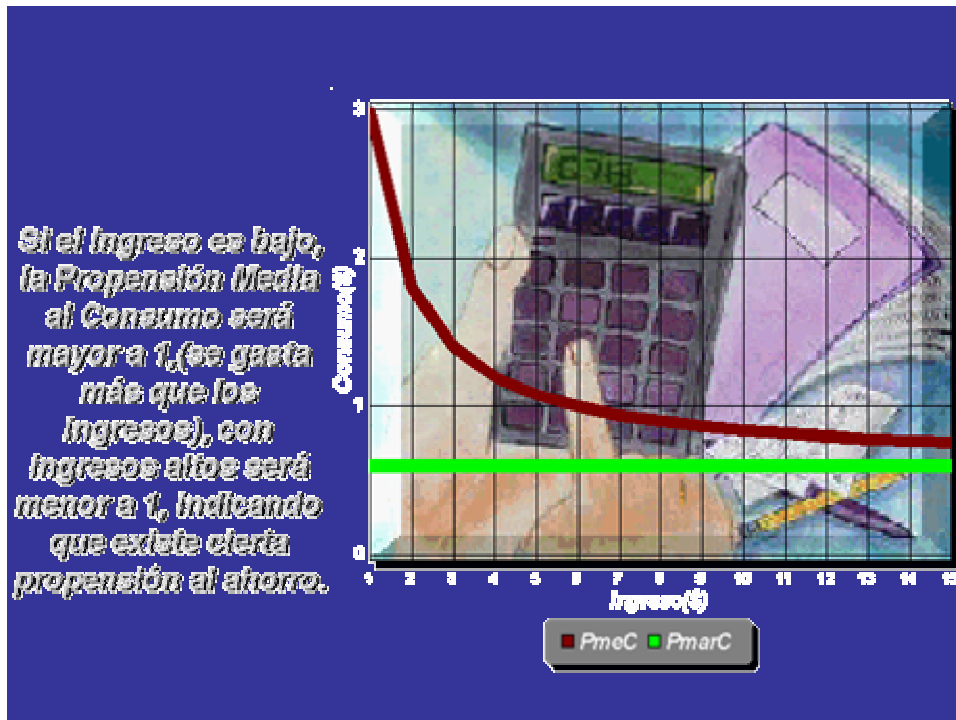 Si el Ingreso es bajo,
la Propensión Media
al Consumo será
mayor a 1,(se gasta
más que los
Ingresos), con
Ingresos altos será
menor a 1, Indicando
que existe cierta
propensión al ahorro.
3
2
1
0
Consumo($)
1 2 3 4 5 6 7 8 9 10 11 12 13 14 15
Ingreso($)
PmeC PmarC